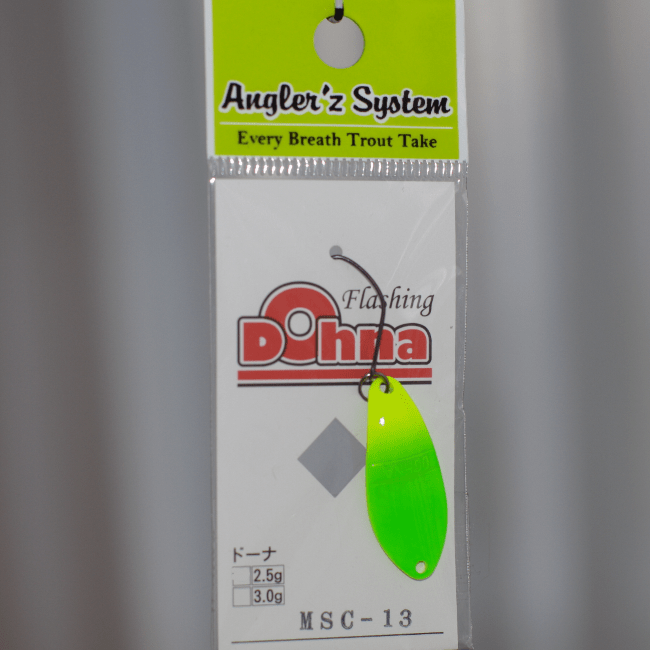 Angler'z System
Every Breath Trout Take
Flashing
Dohna
ドーナ
2.5g
3.0g
MSC-13